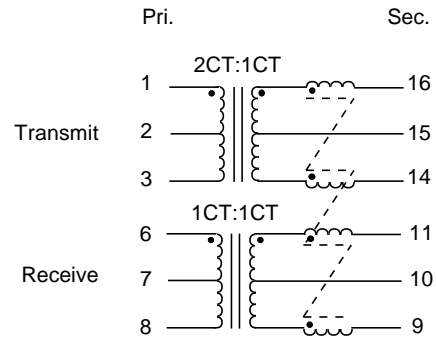 Pri. Sec.
2CT:1CT
1 16
Transmit 2 15
3 14
1CT:1CT
6 11
Receive 7 10
8 9